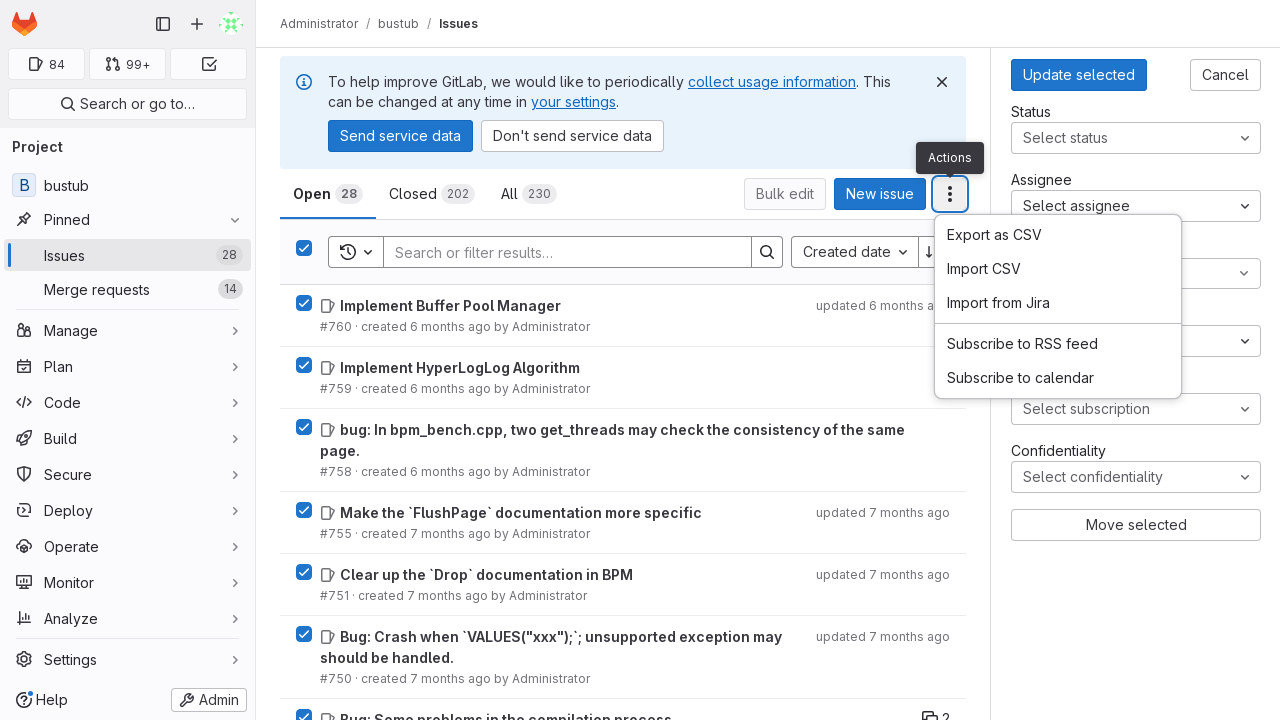 84
99+
Search or go to…
Project
B bustub
Pinned
Issues 28
Merge requests 14
Manage
Plan
Code
Build
Secure
Deploy
Operate
Monitor
Analyze
Settings
Help
Admin
Administrator / bustub / Issues
To help improve GitLab, we would like to periodically collect usage information. This
can be changed at any time in your settings.
Send service data
Don't send service data
Actions
Open 28
Closed 202
All 230
Bulk edit
New issue
Export as CSV
Import CSV
Import from Jira
Subscribe to RSS feed
Subscribe to calendar
Search or filter results…
Created date
Implement Buffer Pool Manager
updated 6 months
#760 · created 6 months ago by Administrator
Implement HyperLogLog Algorithm
#759 · created 6 months ago by Administrator
bug: In bpm_bench.cpp, two get_threads may check the consistency of the same
page.
#758 · created 6 months ago by Administrator
Make the `FlushPage` documentation more specific
updated 7 months ago
#755 · created 7 months ago by Administrator
Clear up the `Drop` documentation in BPM
updated 7 months ago
#751 · created 7 months ago by Administrator
Bug: Crash when `VALUES("xxx");`; unsupported exception may
should be handled.
updated 7 months ago
#750 · created 7 months ago by Administrator
Bug: Some problems in the compilation process
2
Update selected
Cancel
Status
Select status
Assignee
Select assignee
Select subscription
Confidentiality
Select confidentiality
Move selected